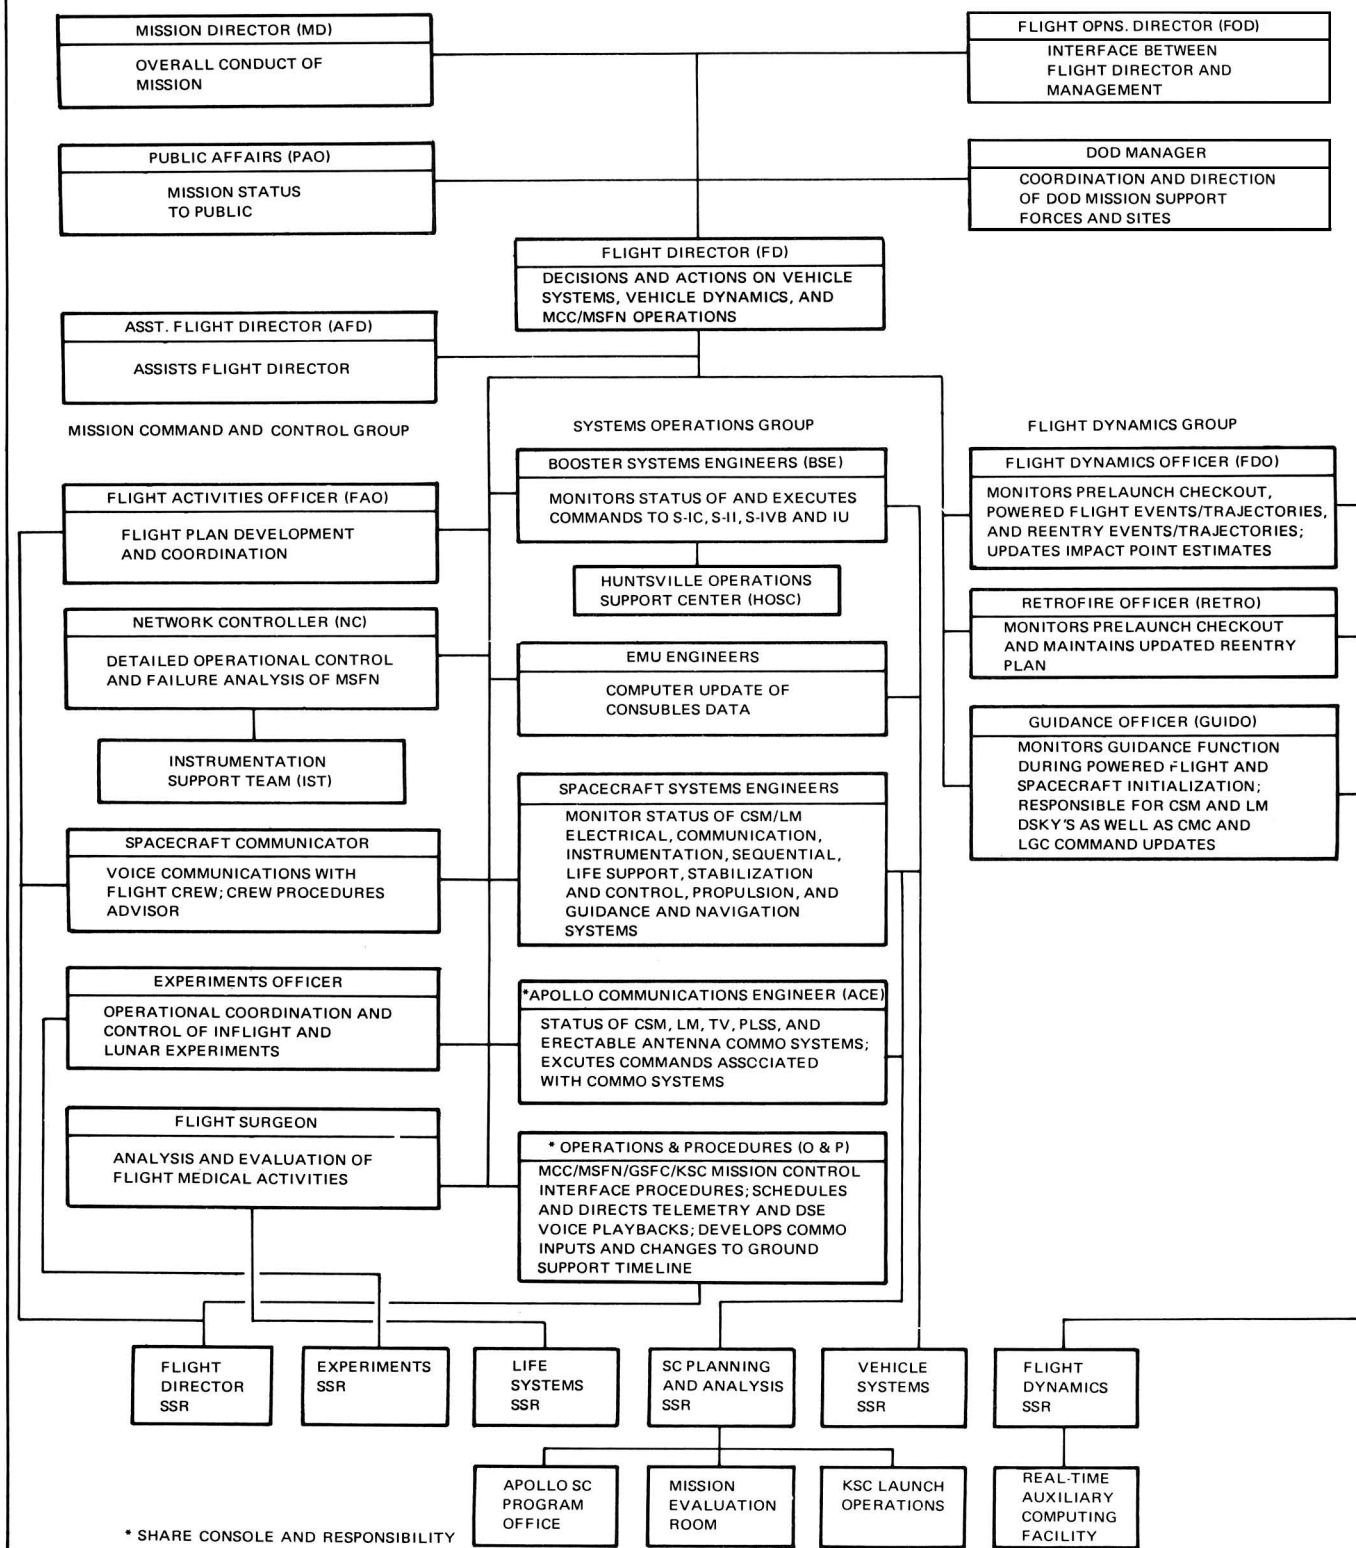 MISSION DIRECTOR (MD)
OVERALL CONDUCT OF
MISSION
FLIGHT OPNS. DIRECTOR (FOD)
INTERFACE BETWEEN
FLIGHT DIRECTOR AND
MANAGEMENT
PUBLIC AFFAIRS (PAO)
MISSION STATUS
TO PUBLIC
DOD MANAGER
COORDINATION AND DIRECTION
OF DOD MISSION SUPPORT
FORCES AND SITES
FLIGHT DIRECTOR (FD)
DECISIONS AND ACTIONS ON VEHICLE
SYSTEMS, VEHICLE DYNAMICS, AND
MCC/MSFN OPERATIONS
ASST. FLIGHT DIRECTOR (AFD)
ASSISTS FLIGHT DIRECTOR
MISSION COMMAND AND CONTROL GROUP
FLIGHT ACTIVITIES OFFICER (FAO)
FLIGHT PLAN DEVELOPMENT
AND COORDINATION
NETWORK CONTROLLER (NC)
DETAILED OPERATIONAL CONTROL
AND FAILURE ANALYSIS OF MSFN
INSTRUMENTATION
SUPPORT TEAM (IST)
SPACECRAFT COMMUNICATOR
VOICE COMMUNICATIONS WITH
FLIGHT CREW; CREW PROCEDURES
ADVISOR
EXPERIMENTS OFFICER
OPERATIONAL COORDINATION AND
CONTROL OF INFLIGHT AND
LUNAR EXPERIMENTS
FLIGHT SURGEON
ANALYSIS AND EVALUATION OF
FLIGHT MEDICAL ACTIVITIES
SYSTEMS OPERATIONS GROUP
BOOSTER SYSTEMS ENGINEERS (BSE)
MONITORS STATUS OF AND EXECUTES
COMMANDS TO S-IC, S-II, S-IVB AND IU
HUNTSVILLE OPERATIONS
SUPPORT CENTER (HOSC)
EMU ENGINEERS
COMPUTER UPDATE OF
CONSUBLES DATA
SPACECRAFT SYSTEMS ENGINEERS
MONITOR STATUS OF CSM/LM
ELECTRICAL, COMMUNICATION,
INSTRUMENTATION, SEQUENTIAL,
LIFE SUPPORT, STABILIZATION
AND CONTROL, PROPULSION, AND
GUIDANCE AND NAVIGATION
SYSTEMS
*APOLLO COMMUNICATIONS ENGINEER (ACE)
STATUS OF CSM, LM, TV, PLSS, AND
ERECTABLE ANTENNA COMMO SYSTEMS;
EXCUTES COMMANDS ASSCCIATED
WITH COMMO SYSTEMS
* OPERATIONS & PROCEDURES (O & P)
MCC/MSFN/GSFC/KSC MISSION CONTROL
INTERFACE PROCEDURES; SCHEDULES
AND DIRECTS TELEMETRY AND DSE
VOICE PLAYBACKS; DEVELOPS COMMO
INPUTS AND CHANGES TO GROUND
SUPPORT TIMELINE
FLIGHT DYNAMICS GROUP
FLIGHT DYNAMICS OFFICER (FDO)
MONITORS PRELAUNCH CHECKOUT,
POWERED FLIGHT EVENTS/TRAJECTORIES,
AND REENTRY EVENTS/TRAJECTORIES;
UPDATES IMPACT POINT ESTIMATES
RETROFIRE OFFICER (RETRO)
MONITORS PRELAUNCH CHECKOUT
AND MAINTAINS UPDATED REENTRY
PLAN
GUIDANCE OFFICER (GUIDO)
MONITORS GUIDANCE FUNCTION
DURING POWERED FLIGHT AND
SPACECRAFT INITIALIZATION;
RESPONSIBLE FOR CSM AND LM
DSKY'S AS WELL AS CMC AND
LGC COMMAND UPDATES
FLIGHT
DIRECTOR
SSR
EXPERIMENTS
SSR
LIFE
SYSTEMS
SSR
SC PLANNING
AND ANALYSIS
SSR
VEHICLE
SYSTEMS
SSR
FLIGHT
DYNAMICS
SSR
APOLLO SC
PROGRAM
OFFICE
MISSION
EVALUATION
ROOM
KSC LAUNCH
OPERATIONS
REAL-TIME
AUXILIARY
COMPUTING
FACILITY
* SHARE CONSOLE AND RESPONSIBILITY